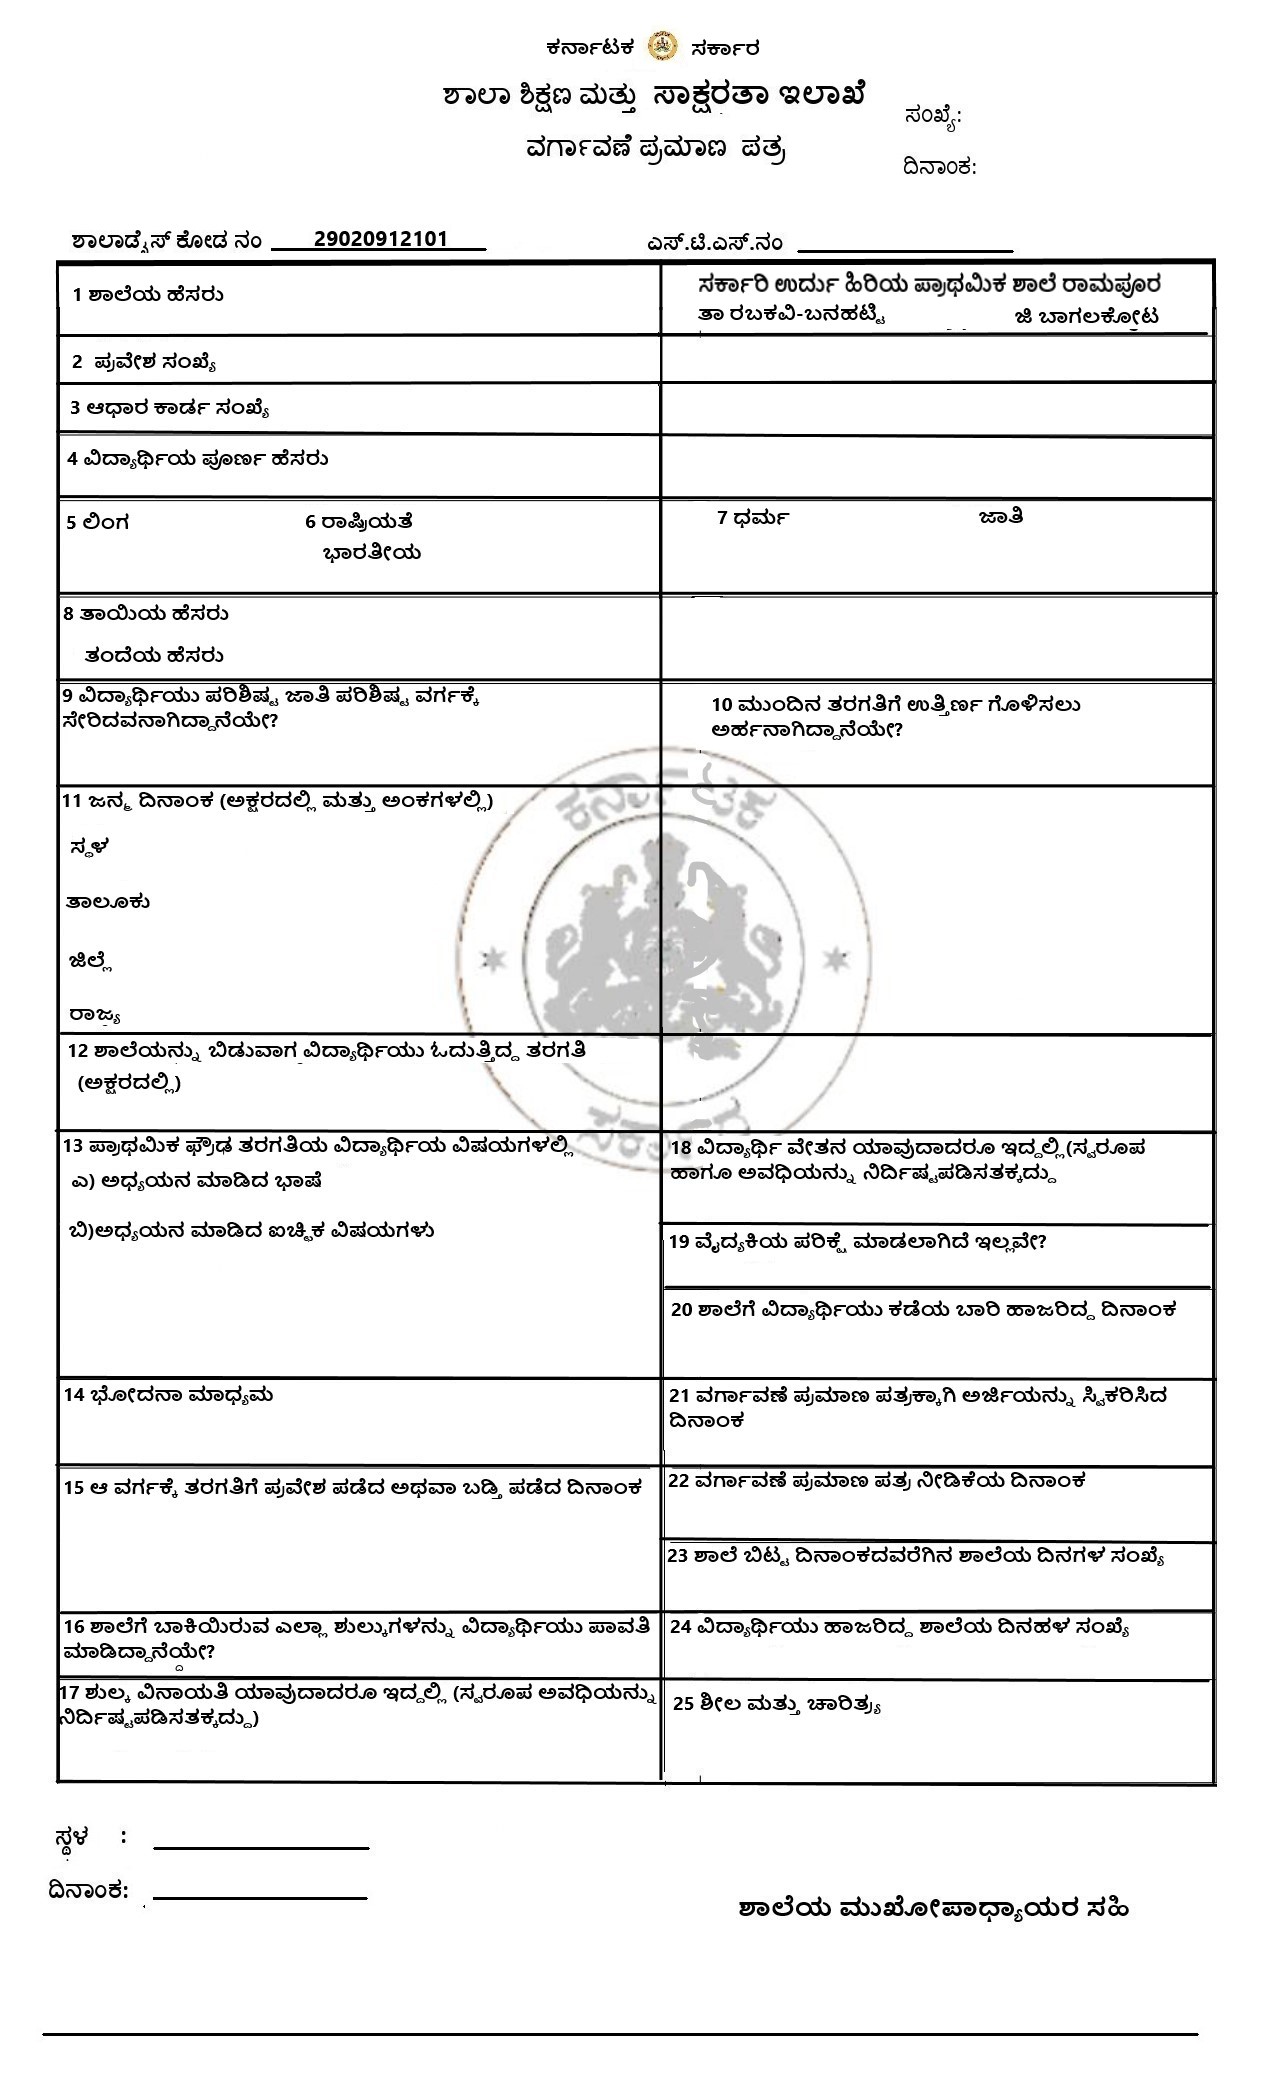 ಕರ್ನಾಟಕ ಸರ್ಕಾರ
ಶಾಲಾ ಶಿಕ್ಷಣ ಮತ್ತು ಸಾಕ್ಷರತಾ ಇಲಾಖೆ
ಸಂಖ್ಯೆ:
ವರ್ಗಾವಣೆ ಪ್ರಮಾಣ ಪತ್ರ
ದಿನಾಂಕ:
ಶಾಲಾಡೈಸ್ ಕೋಡ ನಂ 29020912101 ಎಸ್.ಟಿ.ಎಸ್.ನಂ
1 ಶಾಲೆಯ ಹೆಸರು
ಸರ್ಕಾರಿ ಉರ್ದು ಹಿರಿಯ ಪ್ರಾಥಮಿಕ ಶಾಲೆ ರಾಮಪೂರ
ತಾ ರಬಕವಿ-ಬನಹಟ್ಟಿ ಜಿ ಬಾಗಲಕ್ಕೋಟ
2 ಪ್ರವೇಶ ಸಂಖ್ಯೆ
3 ಆಧಾರ ಕಾರ್ಡ ಸಂಖ್ಯೆ
4 ವಿದ್ಯಾರ್ಥಿಯ ಪೂರ್ಣ ಹೆಸರು
5 ಲಿಂಗ 6 ರಾಷ್ರಿಯತೆ 7 ಧರ್ಮ ಜಾತಿ
ಭಾರತೀಯ
8 ತಾಯಿಯ ಹೆಸರು
ತಂದೆಯ ಹೆಸರು
9 ವಿದ್ಯಾರ್ಥಿಯು ಪರಿಶಿಷ್ಟ ಜಾತಿ ಪರಿಶಿಷ್ಟ ವರ್ಗಕ್ಕೆ
ಸೇರಿದವನಾಗಿದ್ದಾನೆಯೇ?
10 ಮುಂದಿನ ತರಗತಿಗೆ ಉತ್ತಿರ್ಣ ಗೊಳಿಸಲು
ಅರ್ಹನಾಗಿದ್ದಾನೆಯೇ?
11 ಜನ್ಮ ದಿನಾಂಕ (ಅಕ್ಷರದಲ್ಲಿ ಮತ್ತು ಅಂಕಗಳಲ್ಲಿ)
ಸ್ಥಳ
ತಾಲೂಕು
ಜಿಲ್ಲೆ
ರಾಜ್ಯ
ಕರ್ನಾಟಕ
ಸರ್ಕಾರ
12 ಶಾಲೆಯನ್ನು ಬಿಡುವಾಗ ವಿದ್ಯಾರ್ಥಿಯು ಓದುತ್ತಿದ್ದ ತರಗತಿ
(ಅಕ್ಷರದಲ್ಲಿ)
13 ಪ್ರಾಥಮಿಕ ಫ್ರೌಢ ತರಗತಿಯ ವಿದ್ಯಾರ್ಥಿಯ ವಿಷಯಗಳಲ್ಲಿ
ಎ) ಅಧ್ಯಯನ ಮಾಡಿದ ಭಾಷೆ
ಬಿ)ಅಧ್ಯಯನ ಮಾಡಿದ ಐಚ್ಛಿಕ ವಿಷಯಗಳು
18 ವಿದ್ಯಾರ್ಥಿ ವೇತನ ಯಾವುದಾದರೂ ಇದ್ದಲ್ಲಿ (ಸ್ವರೂಪ
ಹಾಗೂ ಅವಧಿಯನ್ನು ನಿರ್ದಿಷ್ಟಪಡಿಸತಕ್ಕದ್ದು
19 ವೈದ್ಯಕಿಯ ಪರಿಕ್ಷೆ ಮಾಡಲಾಗಿದೆ ಇಲ್ಲವೇ?
20 ಶಾಲೆಗೆ ವಿದ್ಯಾರ್ಥಿಯು ಕಡೆಯ ಬಾರಿ ಹಾಜರಿದ್ದ ದಿನಾಂಕ
14 ಭೋದನಾ ಮಾಧ್ಯಮ
21 ವರ್ಗಾವಣೆ ಪ್ರಮಾಣ ಪತ್ರಕ್ಕಾಗಿ ಅರ್ಜಿಯನ್ನು ಸ್ವಿಕರಿಸಿದ
ದಿನಾಂಕ
15 ಆ ವರ್ಗಕ್ಕೆ ತರಗತಿಗೆ ಪ್ರವೇಶ ಪಡೆದ ಅಥವಾ ಬಡ್ತಿ ಪಡೆದ ದಿನಾಂಕ
22 ವರ್ಗಾವಣೆ ಪ್ರಮಾಣ ಪತ್ರ ನೀಡಿಕೆಯ ದಿನಾಂಕ
23 ಶಾಲೆ ಬಿಟ್ಟ ದಿನಾಂಕದವರೆಗಿನ ಶಾಲೆಯ ದಿನಗಳ ಸಂಖ್ಯೆ
16 ಶಾಲೆಗೆ ಬಾಕಿಯಿರುವ ಎಲ್ಲಾ ಶುಲ್ಕುಗಳನ್ನು ವಿದ್ಯಾರ್ಥಿಯು ಪಾವತಿ
ಮಾಡಿದ್ದಾನೆಯ್ದೇ?
24 ವಿದ್ಯಾರ್ಥಿಯು ಹಾಜರಿದ್ದ ಶಾಲೆಯ ದಿನಹಳ ಸಂಖ್ಯೆ
17 ಶುಲ್ಕ ವಿನಾಯತಿ ಯಾವುದಾದರೂ ಇದ್ದಲ್ಲಿ (ಸ್ವರೂಪ ಅವಧಿಯನ್ನು
ನಿರ್ದಿಷ್ಟಪಡಿಸತಕ್ಕದ್ದು)
25 ಶೀಲ ಮತ್ತು ಚಾರಿತ್ರ್ಯ
ಸ್ಥಳ :
ದಿನಾಂಕ:
ಶಾಲೆಯ ಮುಖೋಪಾಧ್ಯಾಯರ ಸಹಿ